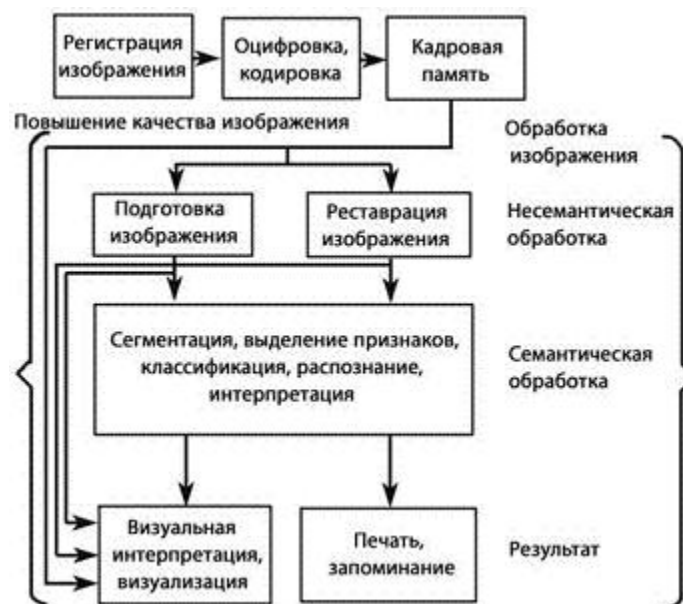 Регистрация
изображения
Оцифровка,
кодировка
Кадровая
память
Повышение качества изображения
Обработка
изображения
Подготовка
изображения
Реставрация
изображения
Несемантическая
обработка
Сегментация, выделение признаков,
классификация, распознание,
интерпретация
Семантическая
обработка
Визуальная
интерпретация,
визуализация
Печать,
запоминание
Результат